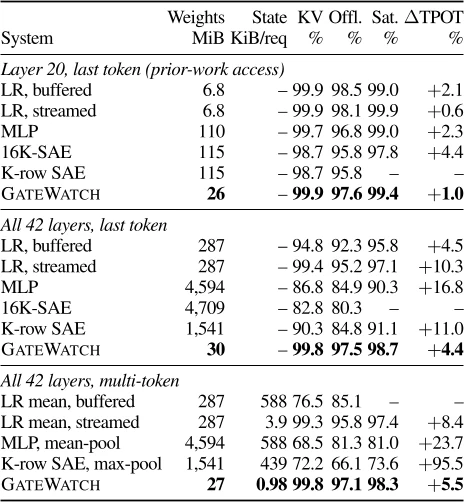 Weights State KV Offl. Sat. ΔTPOT
System MiB KiB/req % % % %
Layer 20, last token (prior-work access)
LR, buffered 6.8 – 99.9 98.5 99.0 +2.1
LR, streamed 6.8 – 99.9 98.1 99.9 +0.6
MLP 110 – 99.7 96.8 99.0 +2.3
16K-SAE 115 – 98.7 95.8 97.8 +4.4
K-row SAE 115 – 98.7 95.8 – –
GATEWATCH 26 – 99.9 97.6 99.4 +1.0
All 42 layers, last token
LR, buffered 287 – 94.8 92.3 95.8 +4.5
LR, streamed 287 – 99.4 95.2 97.1 +10.3
MLP 4,594 – 86.8 84.9 90.3 +16.8
16K-SAE 4,709 – 82.8 80.3 – –
K-row SAE 1,541 – 90.3 84.8 91.1 +11.0
GATEWATCH 30 – 99.8 97.5 98.7 +4.4
All 42 layers, multi-token
LR mean, buffered 287 588 76.5 85.1 – –
LR mean, streamed 287 3.9 99.3 95.8 97.4 +8.4
MLP, mean-pool 4,594 588 68.5 81.3 81.0 +23.7
K-row SAE, max-pool 1,541 439 72.2 66.1 73.6 +95.5
GATEWATCH 27 0.98 99.8 97.1 98.3 +5.5